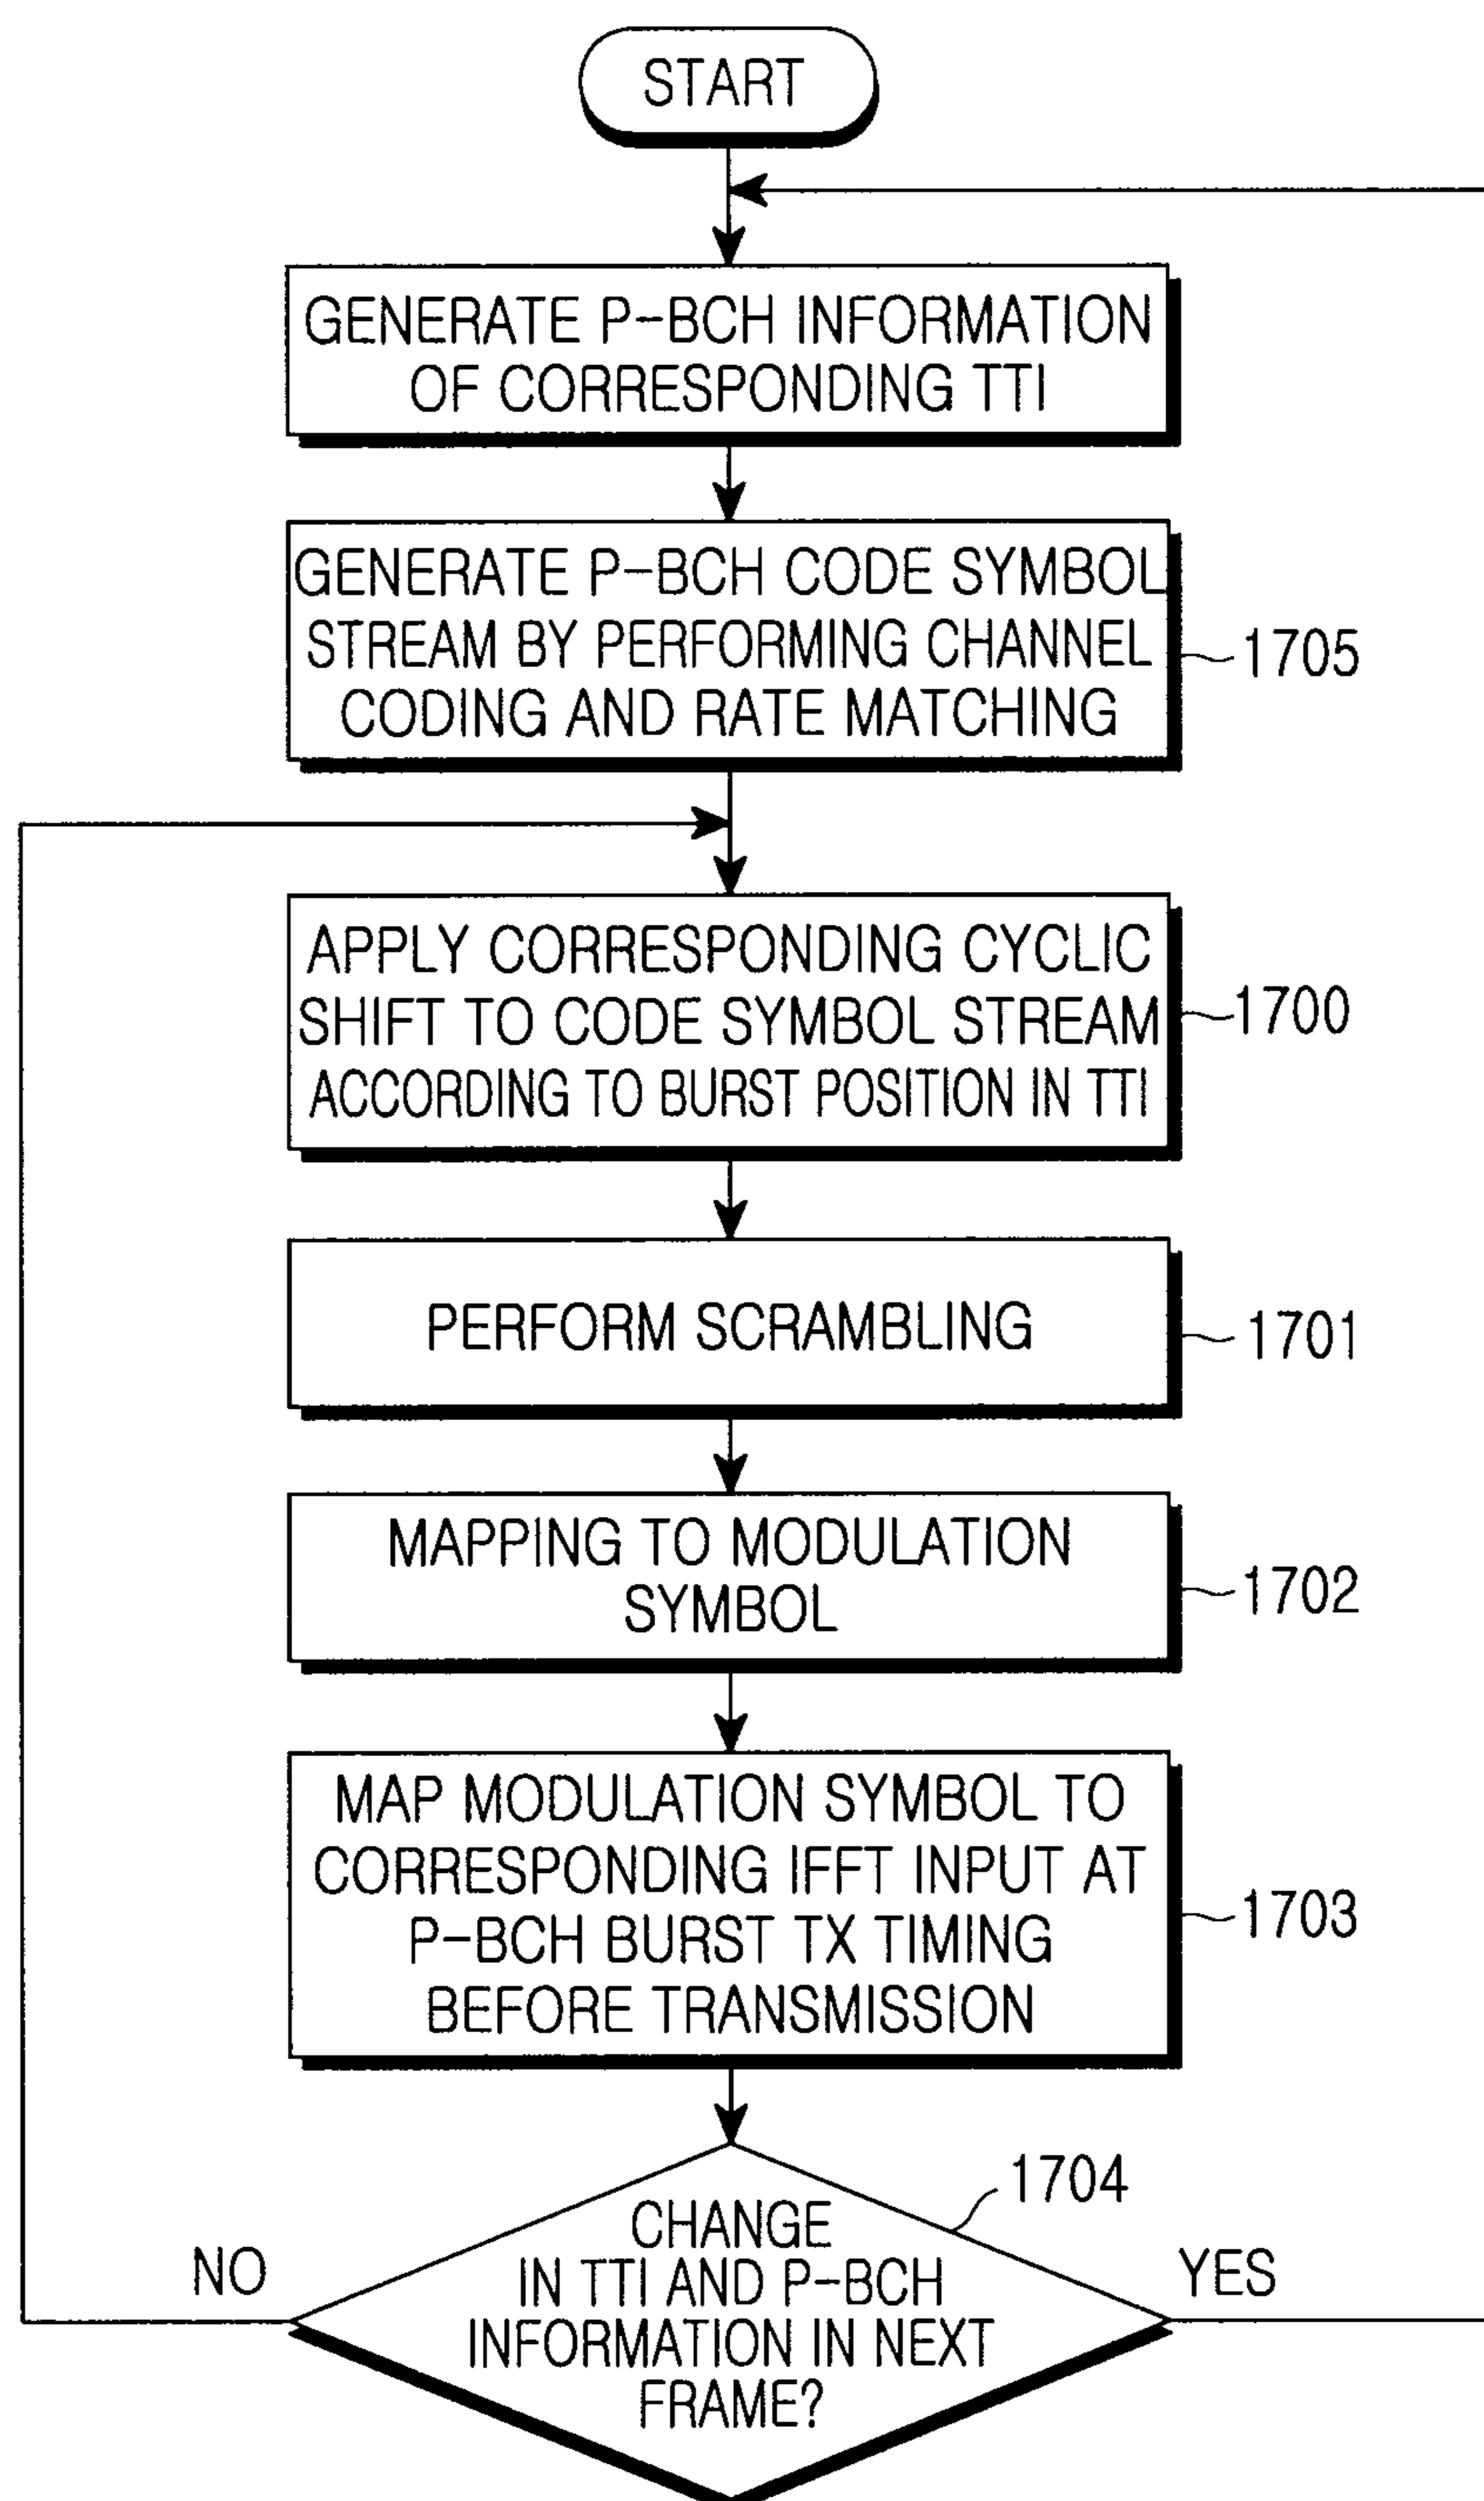 START
GENERATE P-BCH INFORMATION
OF CORRESPONDING TTI
GENERATE P-BCH CODE SYMBOL
STREAM BY PERFORMING CHANNEL
CODING AND RATE MATCHING
1705
APPLY CORRESPONDING CYCLIC
SHIFT TO CODE SYMBOL STREAM
ACCORDING TO BURST POSITION IN TTI
1700
PERFORM SCRAMBLING
1701
MAPPING TO MODULATION
SYMBOL
1702
MAP MODULATION SYMBOL TO
CORRESPONDING IFFT INPUT AT
P-BCH BURST TX TIMING
BEFORE TRANSMISSION
1703
1704
CHANGE
IN TTI AND P-BCH
INFORMATION IN NEXT
FRAME?
NO
YES